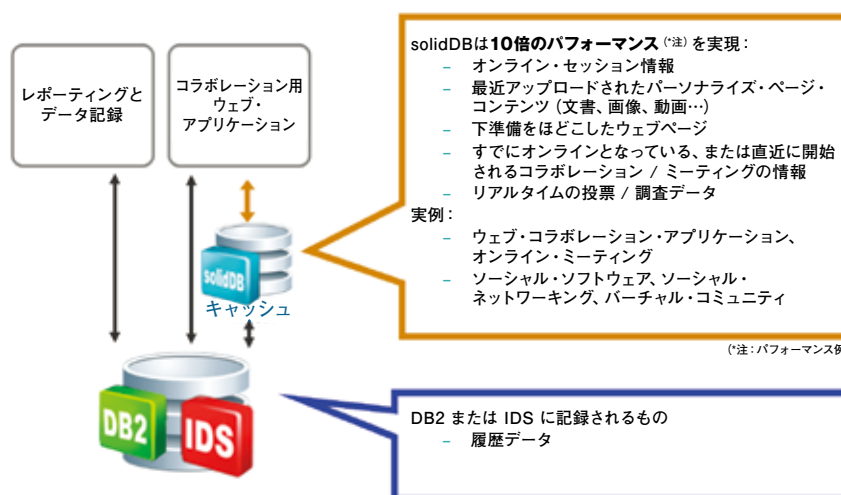 レポーティングと
データ記録
コラボレーション用
ウェブ・
アプリケーション
solidDB
キャッシュ
DB2
IDS
solidDBは10倍のパフォーマンス(*注)を実現：
– オンライン・セッション情報
– 最近アップロードされたパーソナライズ・ページ・
コンテンツ（文書、画像、動画…）
– 下準備をほどこしたウェブページ
– すでにオンラインとなっている、または直近に開始
されるコラボレーション / ミーティングの情報
– リアルタイムの投票 / 調査データ
実例：
– ウェブ・コラボレーション・アプリケーション、
オンライン・ミーティング
– ソーシャル・ソフトウェア、ソーシャル・
ネットワーキング、バーチャル・コミュニティ
(*注：パフォーマンス例
DB2 または IDS に記録されるもの
– 履歴データ